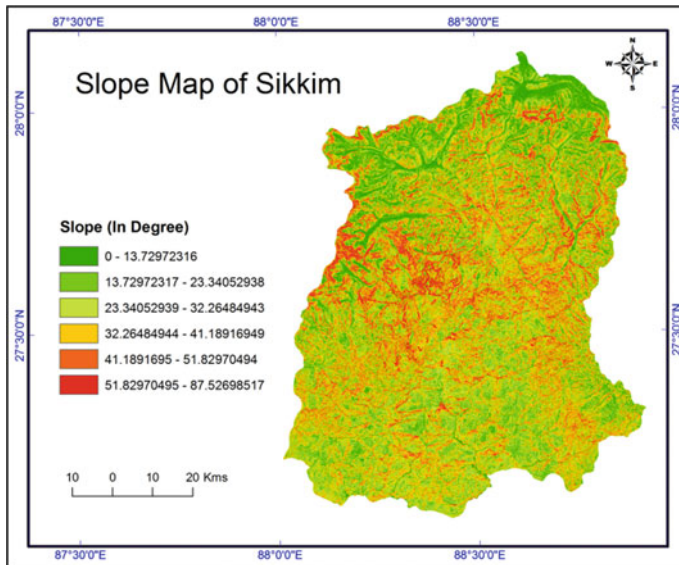 87°30'0"E 88°0'0"E 88°30'0"E
Slope Map of Sikkim
N
W E
S
28°0'0"N 28°0'0"N
Slope (In Degree)
0 - 13.72972316
13.72972317 - 23.34052938
23.34052939 - 32.26484943
32.26484944 - 41.18916949
41.1891695 - 51.82970494
51.82970495 - 87.52698517
27°30'0"N 27°30'0"N
10 0 10 20 Kms
87°30'0"E 88°0'0"E 88°30'0"E